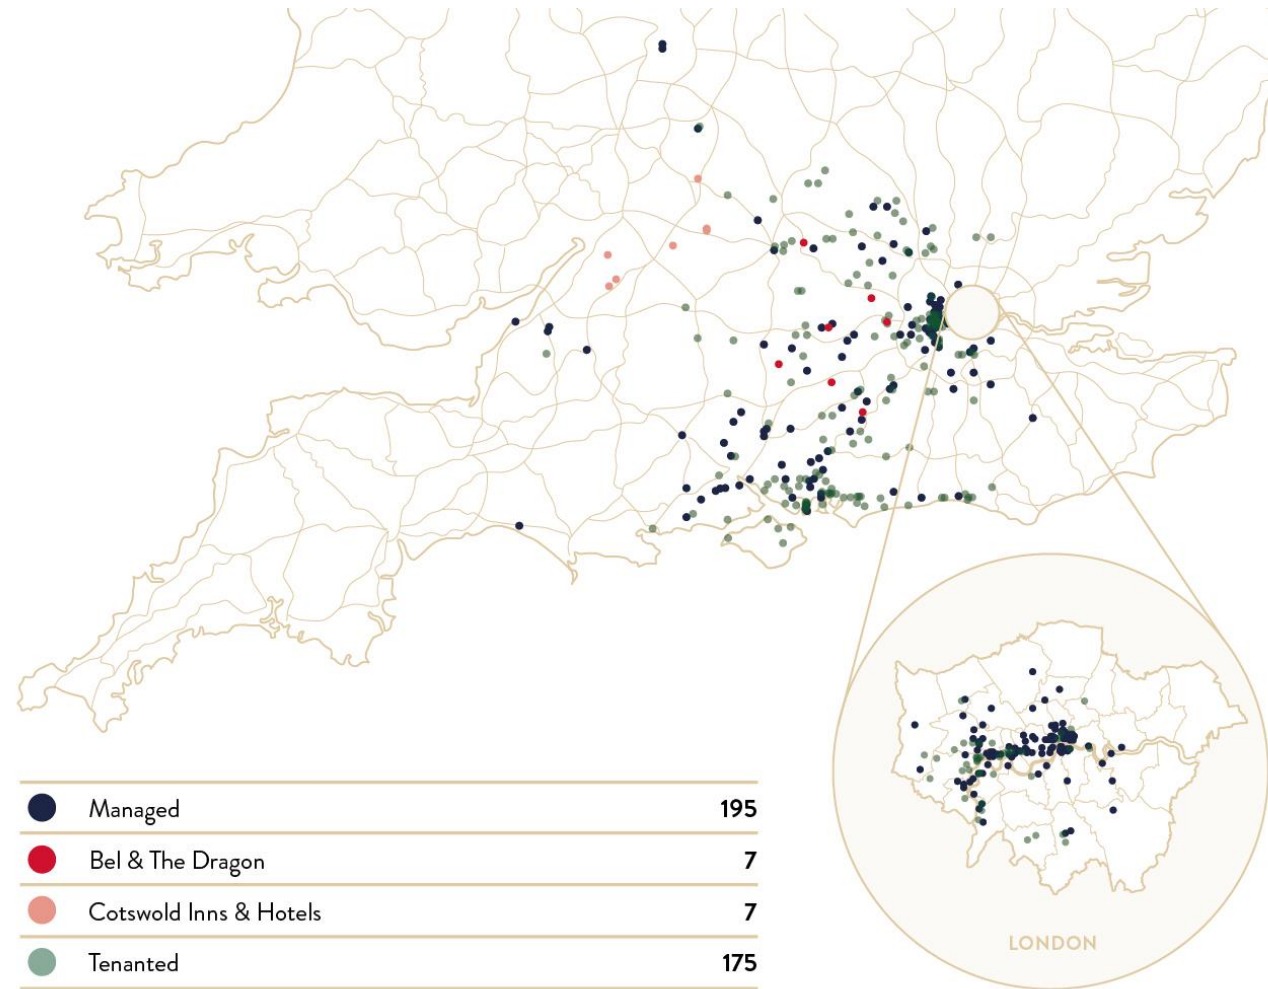 Managed 195
Bel & The Dragon 7
Cotswold Inns & Hotels 7
Tenanted 175
LONDON